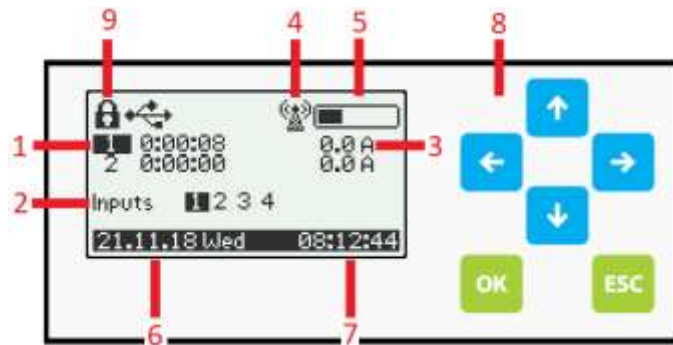 9 4 5 8
1 1 0:00:08 0.0 A 3
2 0:00:00 0.0 A
2 Inputs 1 2 3 4
21.11.18 Wed 08:12:44
OK ESC
6 7